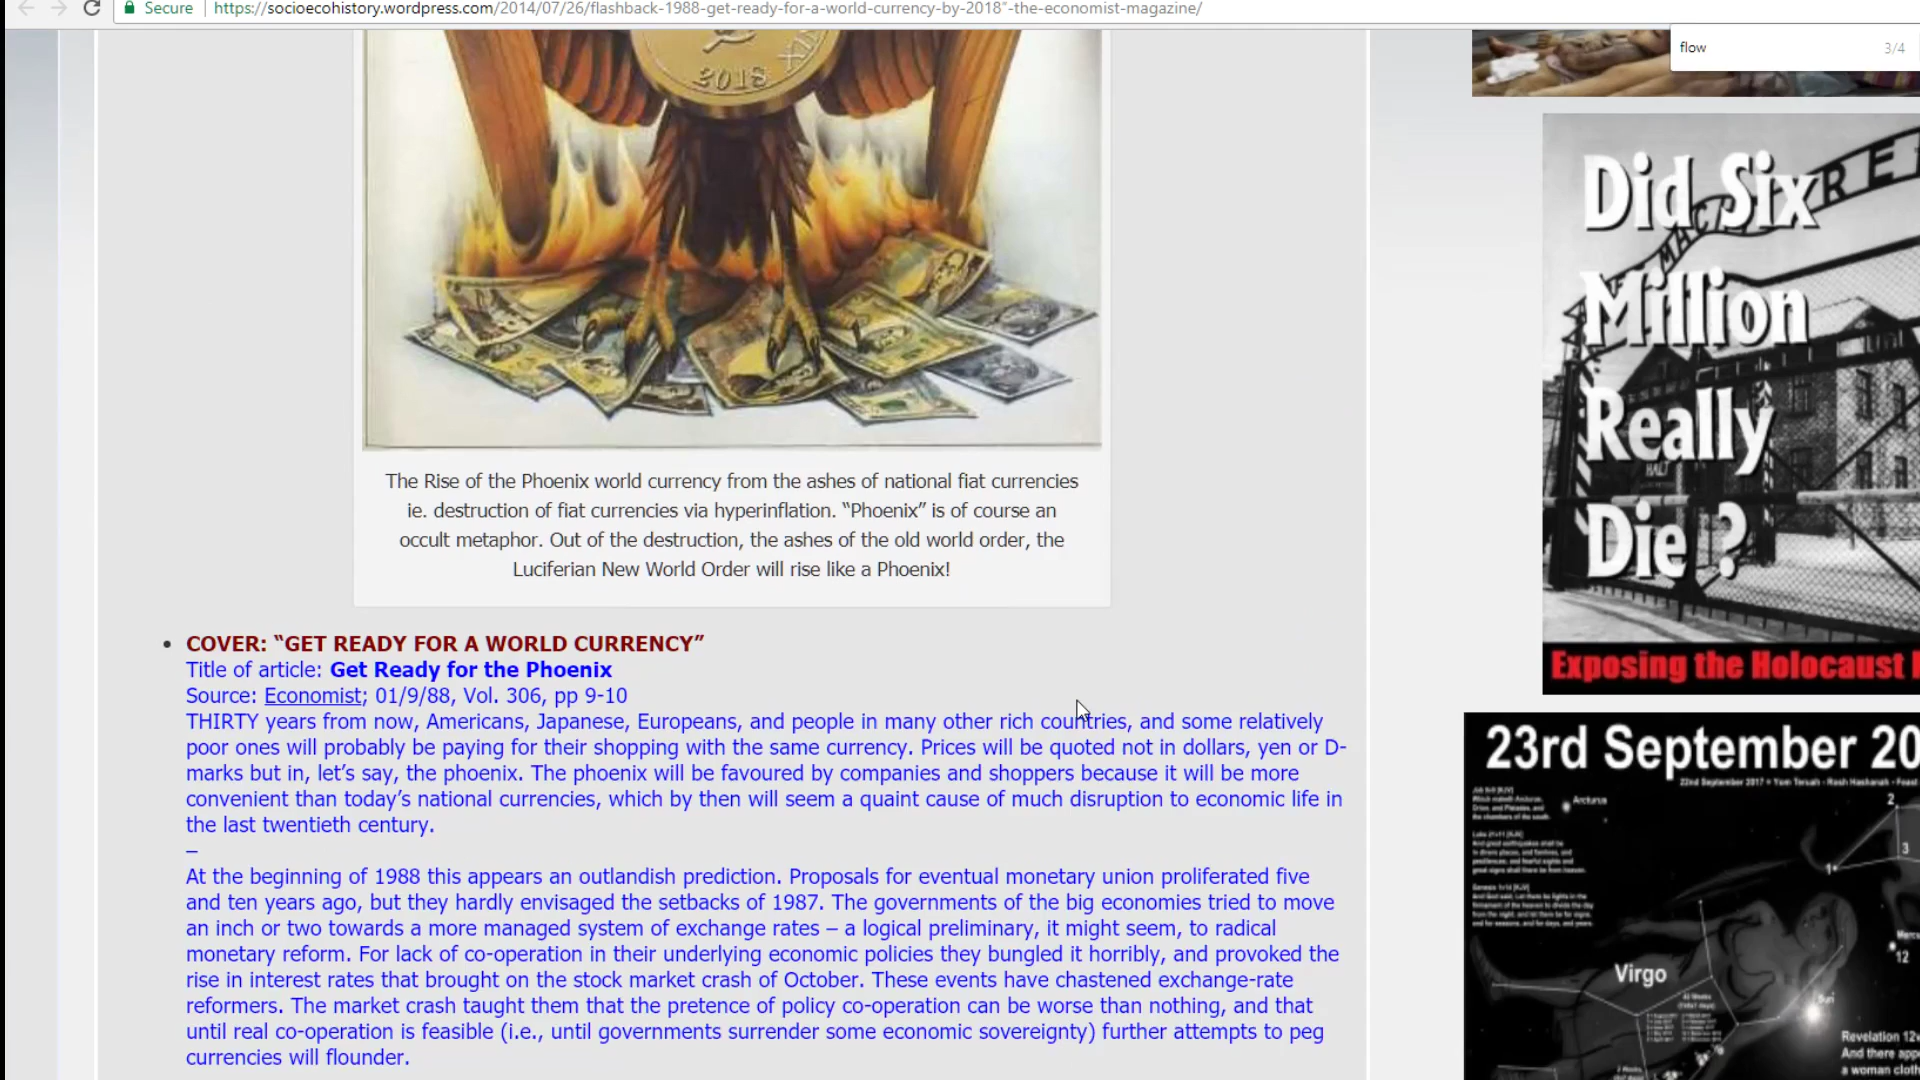 Secure
https://socioecohistory.wordpress.com/2014/07/26/flashback-1988-get-ready-for-a-world-currency-by-2018"-the-economist-magazine/
flow
3/4
2018
The Rise of the Phoenix world currency from the ashes of national fiat currencies
ie. destruction of fiat currencies via hyperinflation. “Phoenix” is of course an
occult metaphor. Out of the destruction, the ashes of the old world order, the
Luciferian New World Order will rise like a Phoenix!
COVER: “GET READY FOR A WORLD CURRENCY”
Title of article: Get Ready for the Phoenix
Source: Economist; 01/9/88, Vol. 306, pp 9-10
THIRTY years from now, Americans, Japanese, Europeans, and people in many other rich countries, and some relatively
poor ones will probably be paying for their shopping with the same currency. Prices will be quoted not in dollars, yen or D-
marks but in, let’s say, the phoenix. The phoenix will be favoured by companies and shoppers because it will be more
convenient than today’s national currencies, which by then will seem a quaint cause of much disruption to economic life in
the last twentieth century.
–
At the beginning of 1988 this appears an outlandish prediction. Proposals for eventual monetary union proliferated five
and ten years ago, but they hardly envisaged the setbacks of 1987. The governments of the big economies tried to move
an inch or two towards a more managed system of exchange rates – a logical preliminary, it might seem, to radical
monetary reform. For lack of co-operation in their underlying economic policies they bungled it horribly, and provoked the
rise in interest rates that brought on the stock market crash of October. These events have chastened exchange-rate
reformers. The market crash taught them that the pretence of policy co-operation can be worse than nothing, and that
until real co-operation is feasible (i.e., until governments surrender some economic sovereignty) further attempts to peg
currencies will flounder.
Did Six
Million
Really
Die ?
HALT
Exposing the Holocaust
23rd September 20
Arcturus
2
1
3
12
Virgo
Sun
Revelation 12
And there appe
a woman cloth